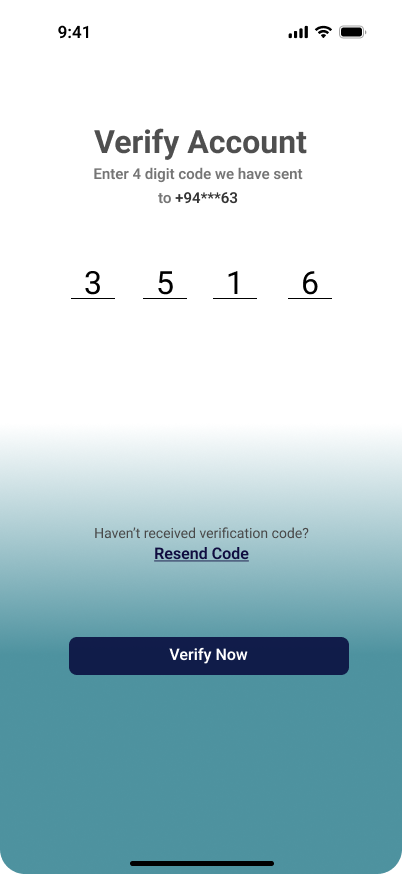 9:41
Verify Account
Enter 4 digit code we have sent
to +94***63
3 5 1 6
Haven't received verification code?
Resend Code
Verify Now